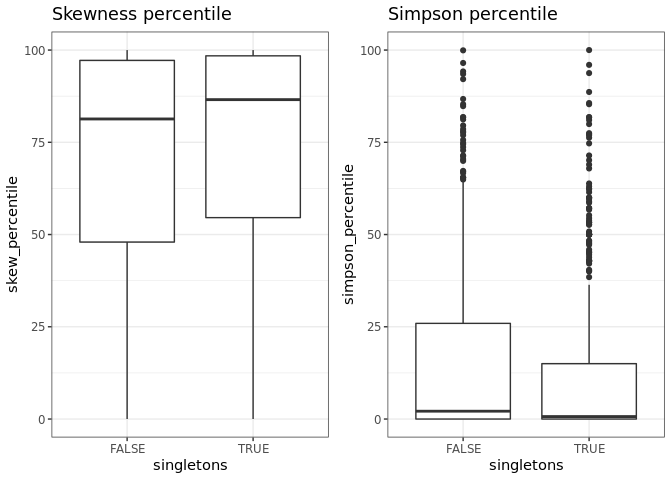 Skewness percentile
skew_percentile
100
75
50
25
0
FALSE
TRUE
singletons
Simpson percentile
simpson_percentile
100
75
50
25
0
FALSE
TRUE
singletons